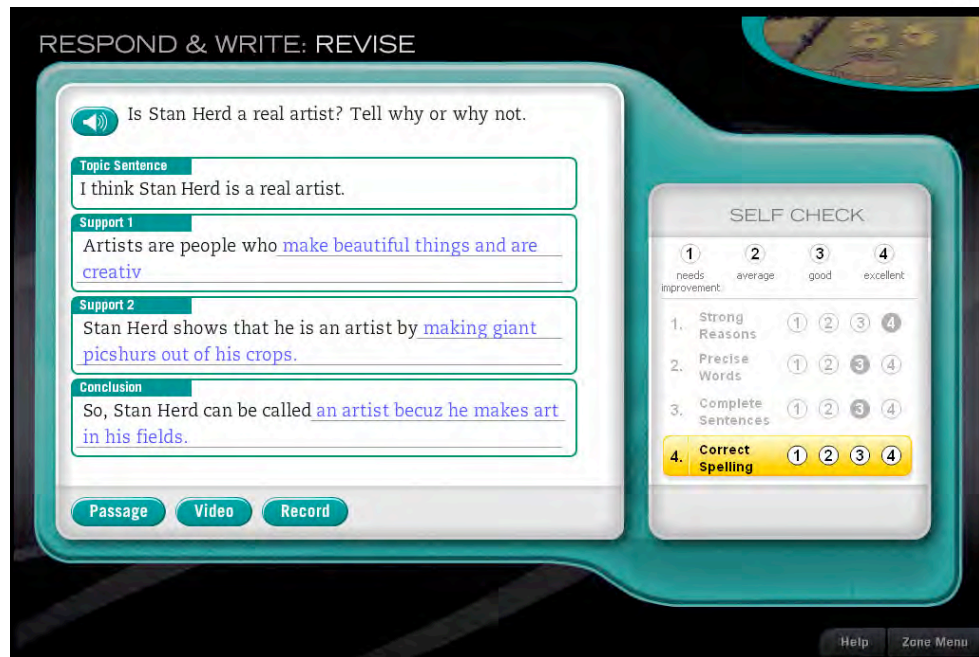 RESPOND & WRITE: REVISE
Is Stan Herd a real artist? Tell why or why not.
Topic Sentence
I think Stan Herd is a real artist.
Support 1
Artists are people who make beautiful things and are
creativ
Support 2
Stan Herd shows that he is an artist by making giant
picshurs out of his crops.
Conclusion
So, Stan Herd can be called an artist becuz he makes art
in his fields.
Passage Video Record
SELF CHECK
1 2 3 4
needs improvement average good excellent
1. Strong Reasons 1 2 3 4
2. Precise Words 1 2 3 4
3. Complete Sentences 1 2 3 4
4. Correct Spelling 1 2 3 4
Help Zone Menu